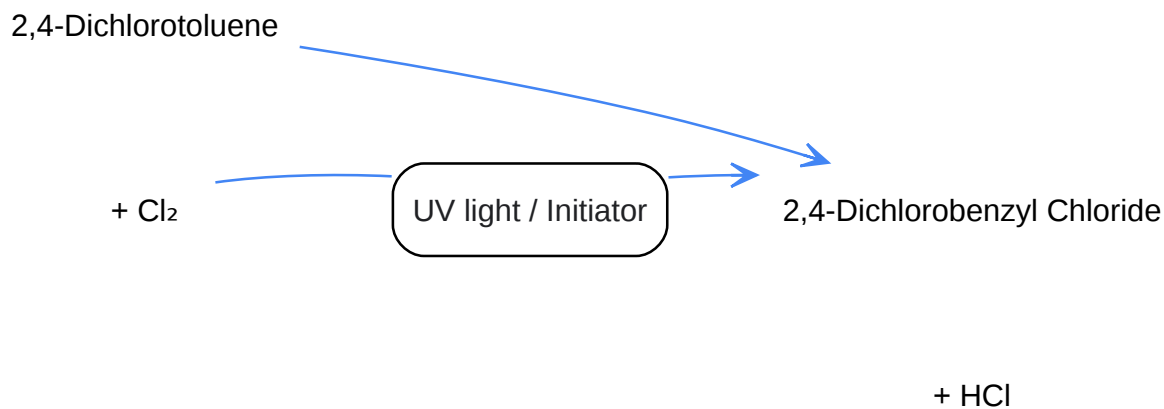 2,4-Dichlorotoluene
+ Cl₂
UV light / Initiator
2,4-Dichlorobenzyl Chloride
+ HCl